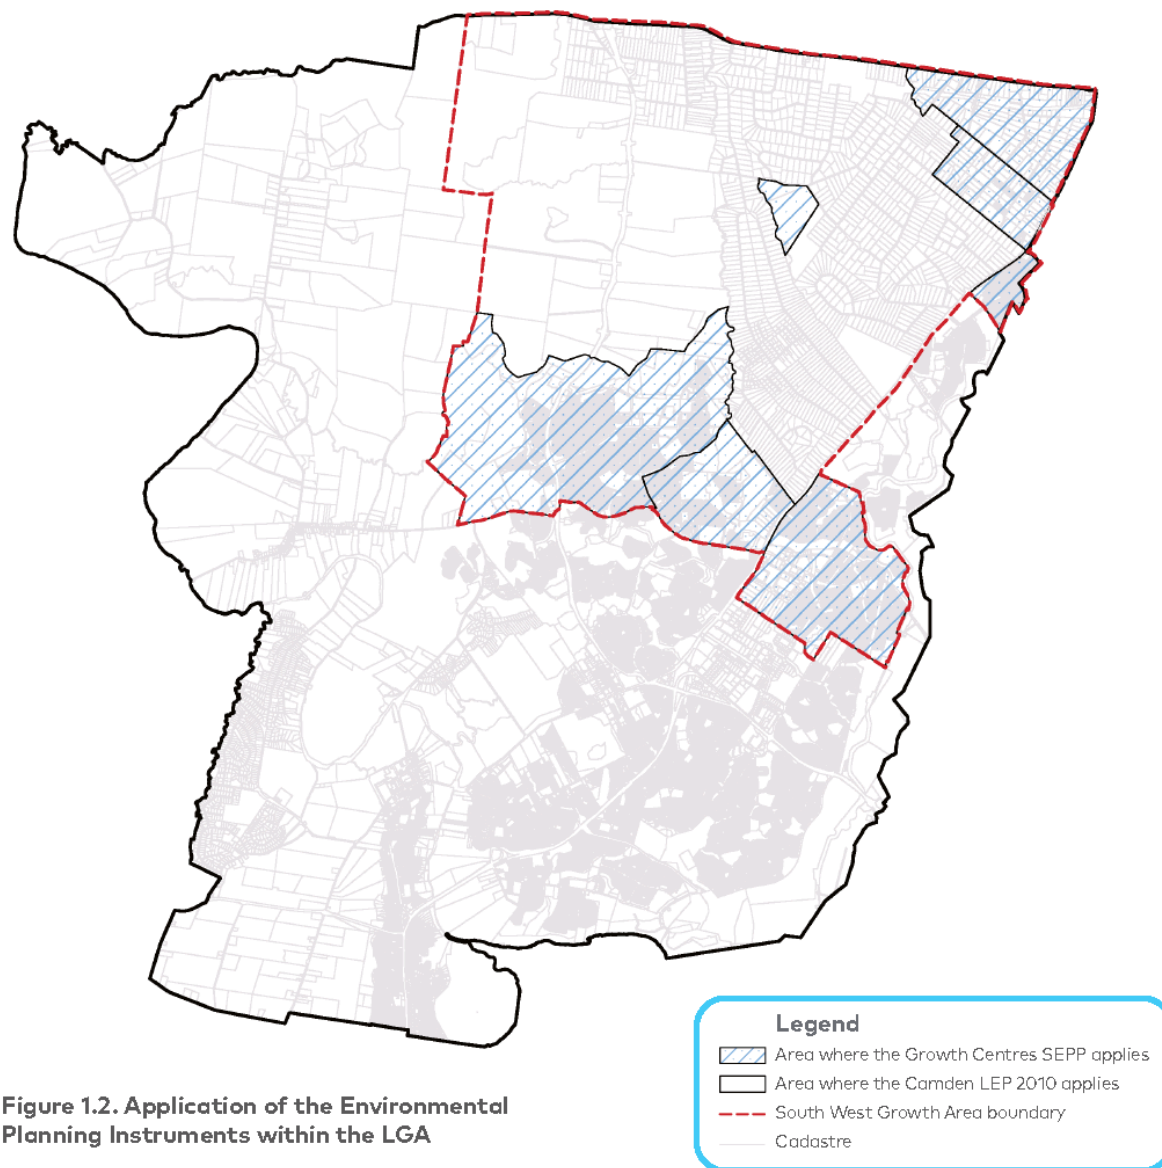 Legend
Area where the Growth Centres SEPP applies
Area where the Camden LEP 2010 applies
South West Growth Area boundary
Cadastre
Figure 1.2. Application of the Environmental
Planning Instruments within the LGA